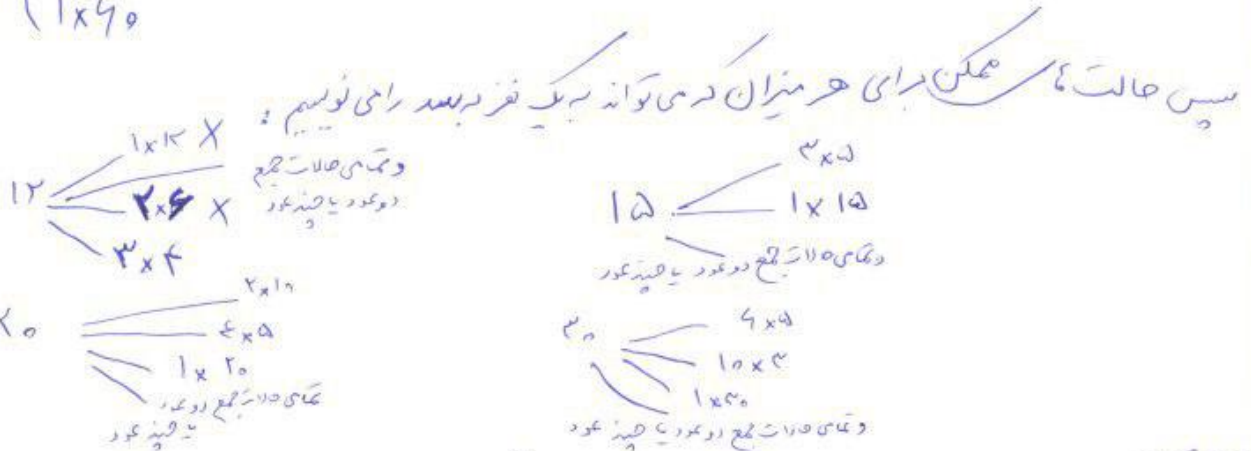 ۱×۶۰
سپس حالت های ممکن برای هر میزان که می تواند به یک نفر برسد را می نویسیم :
۱۲
۱×۱۲ X
۲×۶ X
۳×۴
و تمامی حالات جمع
دو عدد یا چند عدد
۱۵
۳×۵
۱×۱۵
و تمامی حالات جمع دو عدد یا چند عدد
۲۰
۲×۱۰
۴×۵
۱×۲۰
تمامی حالات جمع دو عدد
یا چند عدد
۳۰
۶×۵
۱۰×۳
۱×۳۰
و تمامی حالات جمع دو عدد یا چند عدد